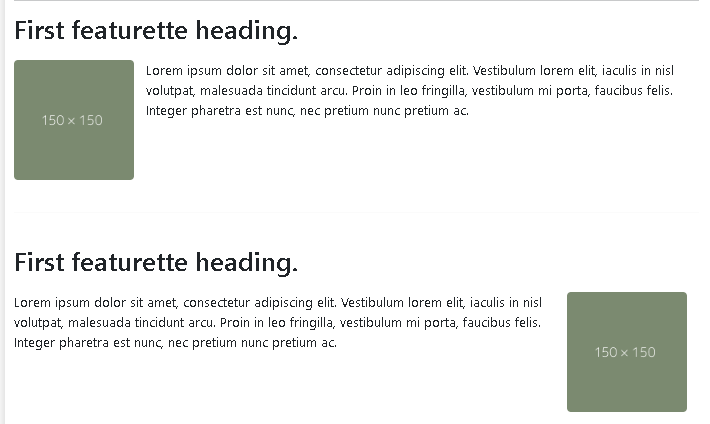 First featurette heading.
150 × 150
Lorem ipsum dolor sit amet, consectetur adipiscing elit. Vestibulum lorem elit, iaculis in nisl
volutpat, malesuada tincidunt arcu. Proin in leo fringilla, vestibulum mi porta, faucibus felis.
Integer pharetra est nunc, nec pretium nunc pretium ac.
First featurette heading.
Lorem ipsum dolor sit amet, consectetur adipiscing elit. Vestibulum lorem elit, iaculis in nisl
volutpat, malesuada tincidunt arcu. Proin in leo fringilla, vestibulum mi porta, faucibus felis.
Integer pharetra est nunc, nec pretium nunc pretium ac.
150 × 150